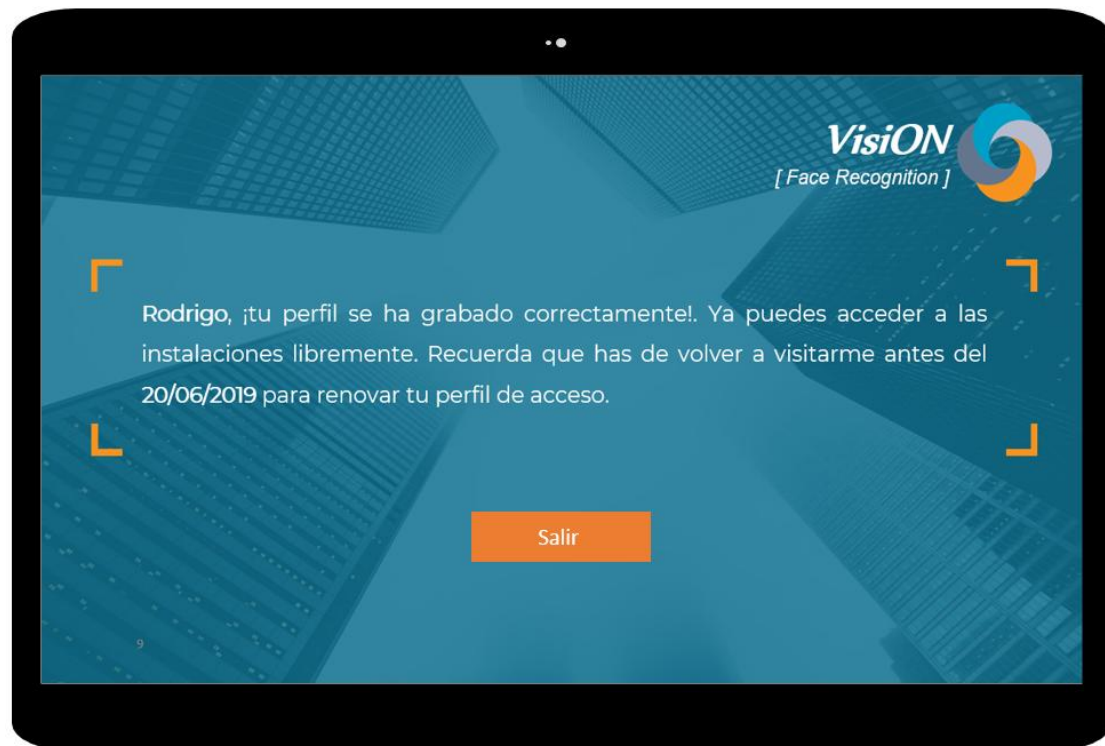 VisiON
[ Face Recognition ]
Rodrigo, ¡tu perfil se ha grabado correctamente!. Ya puedes acceder a las
instalaciones libremente. Recuerda que has de volver a visitarme antes del
20/06/2019 para renovar tu perfil de acceso.
Salir
9